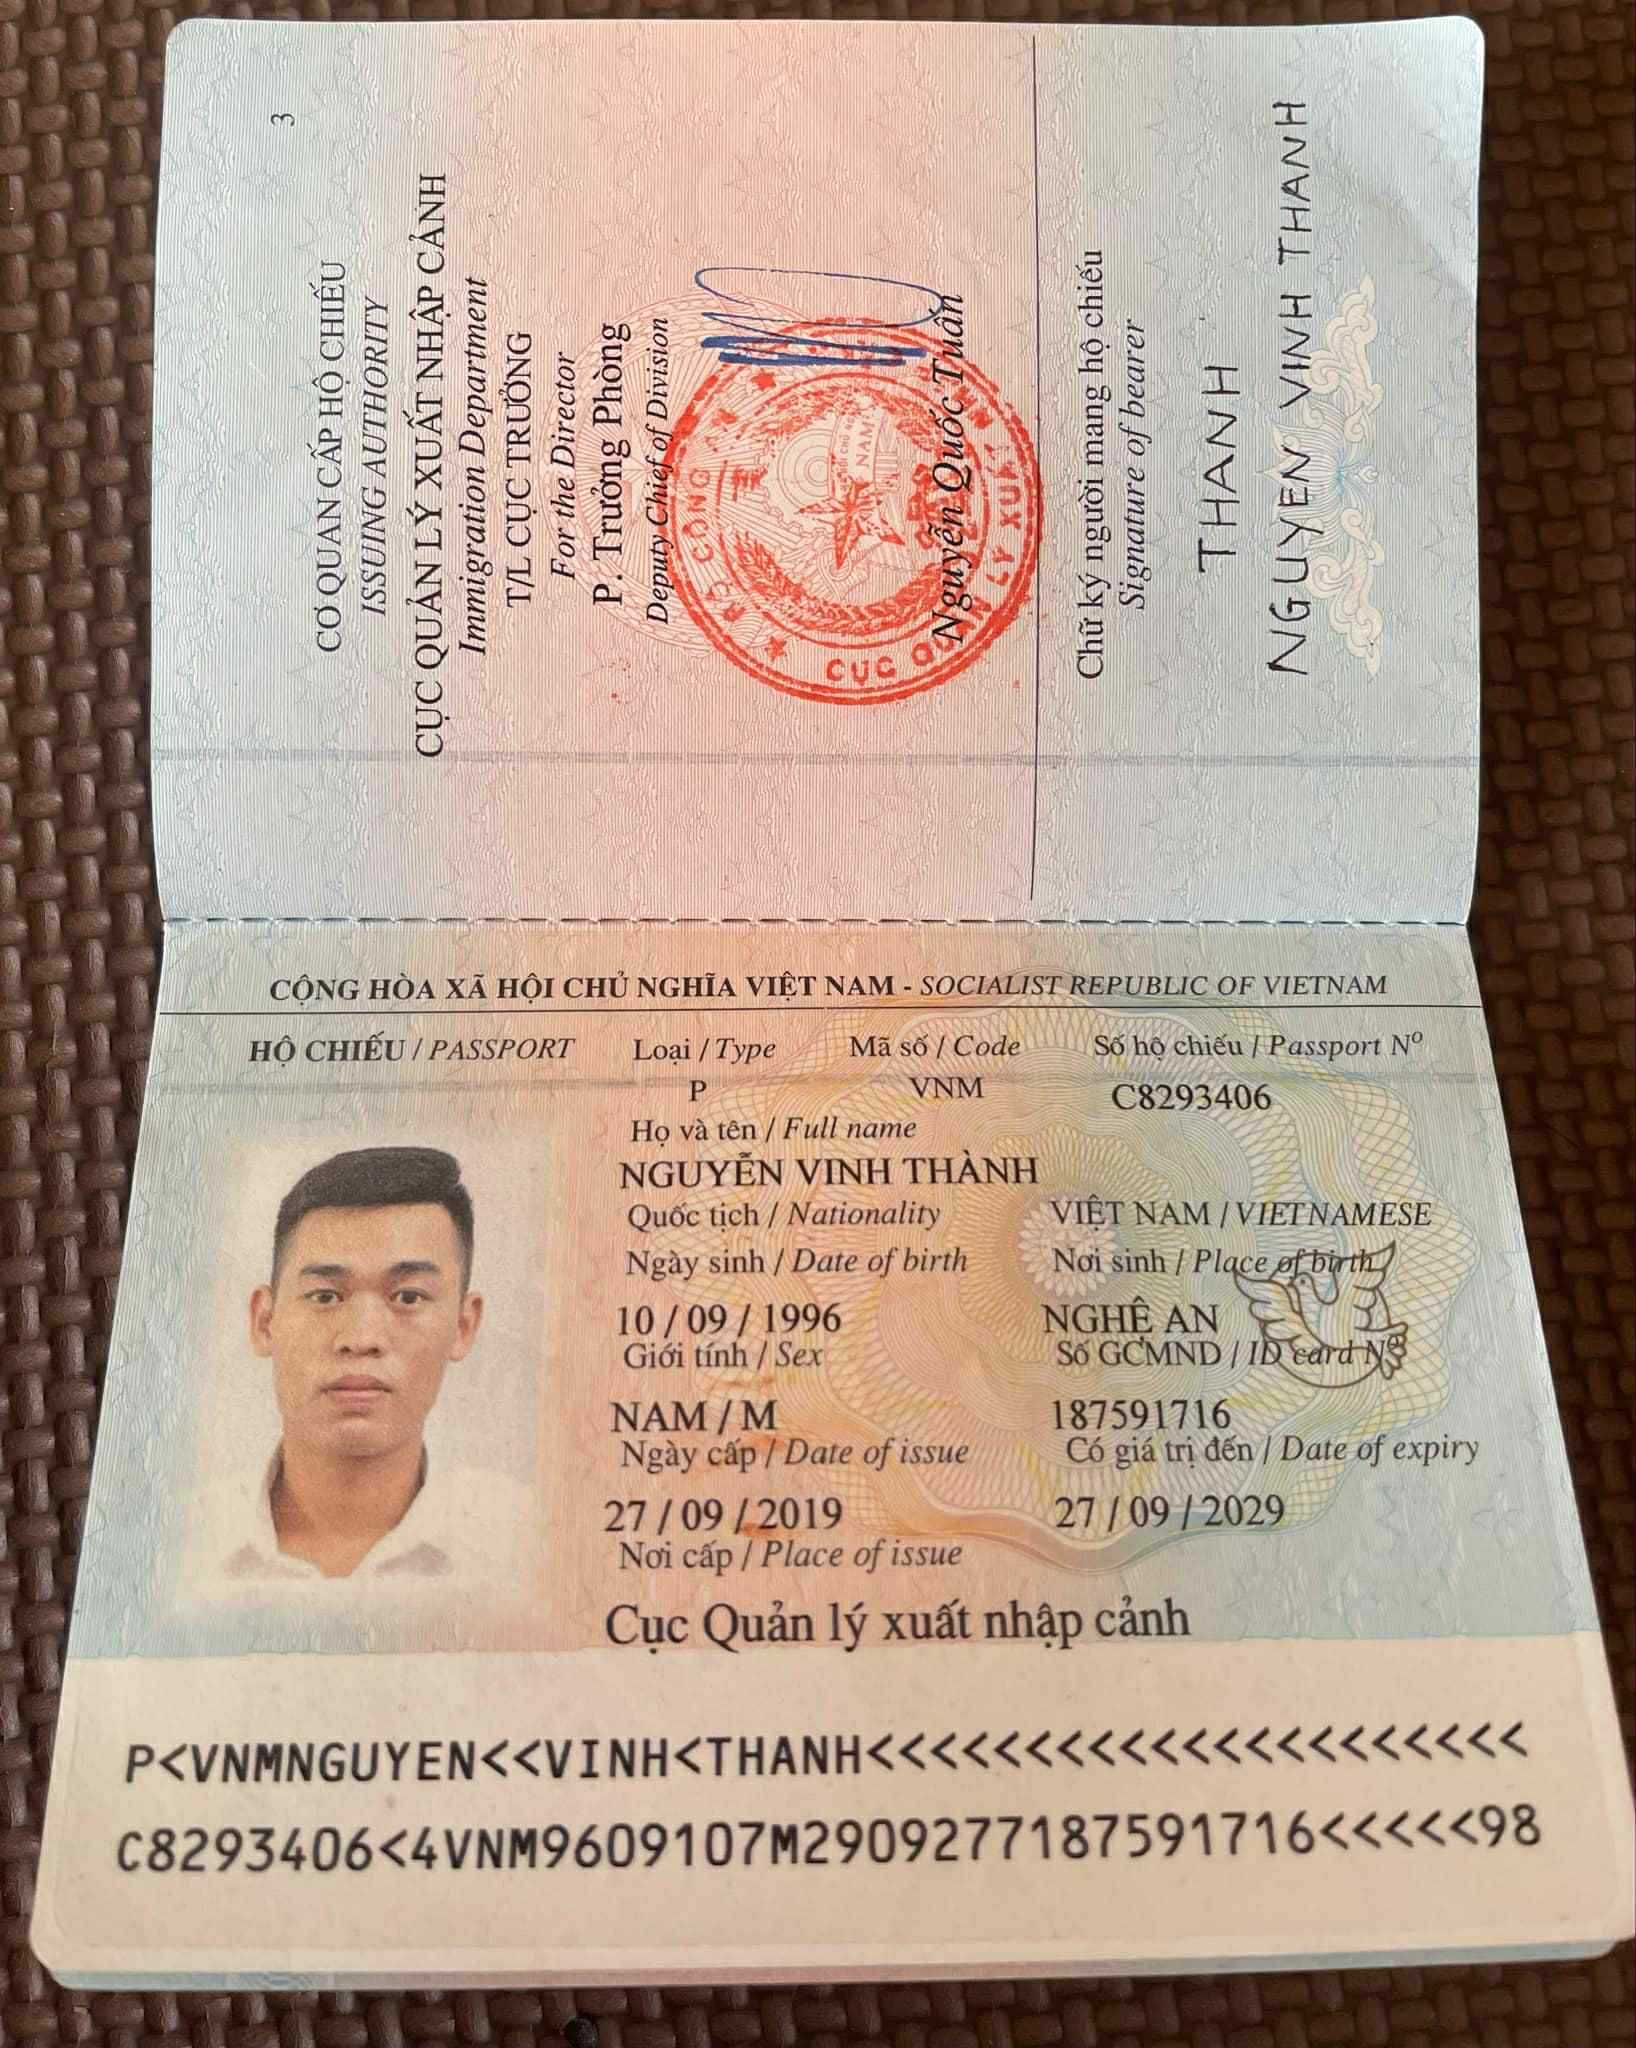 3
CƠ QUAN CẤP HỘ CHIẾU
ISSUING AUTHORITY
CỤC QUẢN LÝ XUẤT NHẬP CẢNH
Immigration Department
T/L CỤC TRƯỞNG
For the Director
P. Trưởng Phòng
Deputy Chief of Division
CỤC QUẢN LÝ XUẤ
Nguyễn Quốc Tuấn
Chữ ký người mang hộ chiếu
Signature of bearer
THANH
NGUYEN VINH THANH
CỘNG HÒA XÃ HỘI CHỦ NGHĨA VIỆT NAM - SOCIALIST REPUBLIC OF VIETNAM
HỘ CHIẾU / PASSPORT Loại / Type Mã số / Code Số hộ chiếu / Passport Nº
P VNM C8293406
Họ và tên / Full name
NGUYỄN VINH THÀNH
Quốc tịch / Nationality VIỆT NAM / VIETNAMESE
Ngày sinh / Date of birth Nơi sinh / Place of birth
10 / 09 / 1996 NGHỆ AN
Giới tính / Sex Số GCMND / ID card Nº
NAM / M 187591716
Ngày cấp / Date of issue Có giá trị đến / Date of expiry
27 / 09 / 2019 27 / 09 / 2029
Nơi cấp / Place of issue
Cục Quản lý xuất nhập cảnh
P<VNMNGUYEN<<VINH<THANH<<<<<<<<<<<<<<<<<<<<<
C8293406<4VNM9609107M2909277187591716<<<<<98